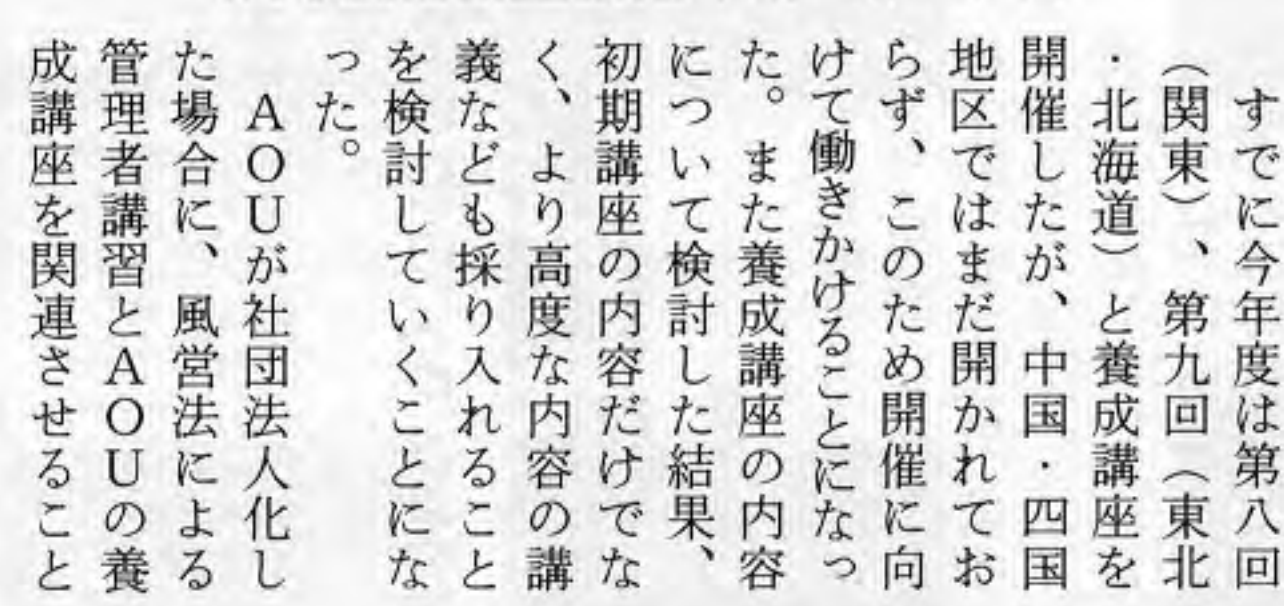 すでに今年度は第八回
（関東）、第九回（東北
・北海道）と養成講座を
開催したが、中国・四国
地区ではまだ開かれてお
らず、このため開催に向
けて働きかけることになっ
た。また養成講座の内容
について検討した結果、
初期講座の内容だけでな
く、より高度な内容の講
義なども採り入れること
を検討していくことにな
った。
ＡＯＵが社団法人化し
た場合に、風営法による
管理者講習とＡＯＵの養
成講座を関連させること